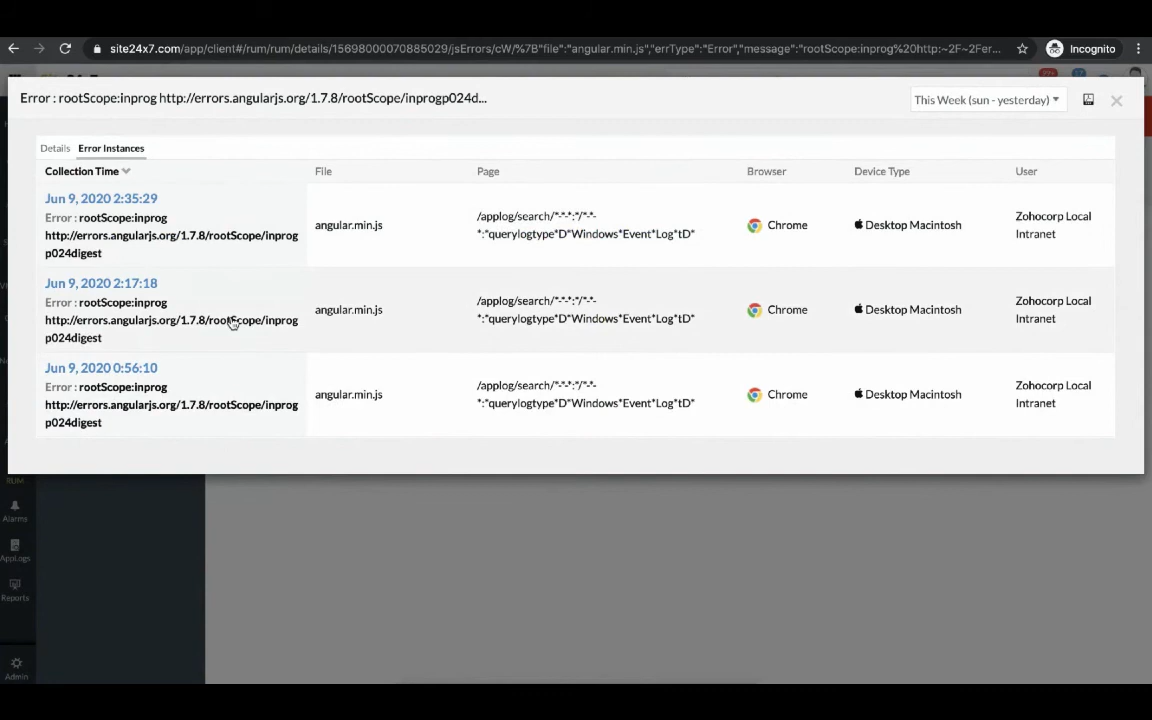 site24x7.com/app/client#/rum/rum/details/15698000070885029/jsErrors/cW/%7B"file":"angular.min.js","errType":"Error","message":"rootScope:inprog%20http:~2F~2Fer...
Incognito
Error : rootScope:inprog http://errors.angularjs.org/1.7.8/rootScope/inprogp024d...
This Week (sun - yesterday)
Details Error Instances
Collection Time File Page Browser Device Type User
Jun 9, 2020 2:35:29
Error : rootScope:inprog
http://errors.angularjs.org/1.7.8/rootScope/inprog
p024digest
angular.min.js
/applog/search/*-*-*:*/*-*-
*:*querylogtype*D*Windows*Event*Log*tD*
Chrome
Desktop Macintosh
Zohocorp Local
Intranet
Jun 9, 2020 2:17:18
Error : rootScope:inprog
http://errors.angularjs.org/1.7.8/rootScope/inprog
p024digest
angular.min.js
/applog/search/*-*-*:*/*-*-
*:*querylogtype*D*Windows*Event*Log*tD*
Chrome
Desktop Macintosh
Zohocorp Local
Intranet
Jun 9, 2020 0:56:10
Error : rootScope:inprog
http://errors.angularjs.org/1.7.8/rootScope/inprog
p024digest
angular.min.js
/applog/search/*-*-*:*/*-*-
*:*querylogtype*D*Windows*Event*Log*tD*
Chrome
Desktop Macintosh
Zohocorp Local
Intranet
RUM
Alarms
AppLogs
Reports
Admin